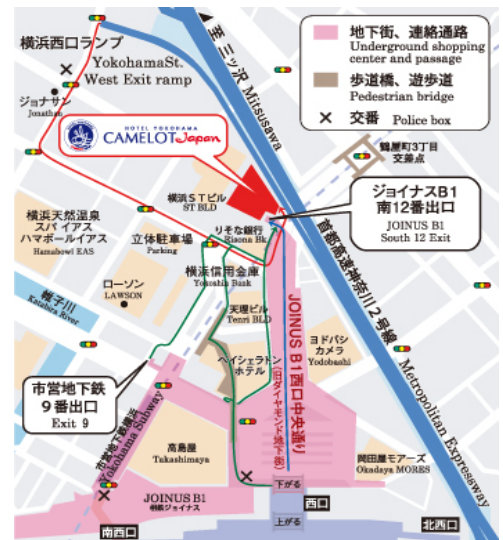 横浜西口ランプ
YokohamaSt.
West Exit ramp
ジョナサン
Jonathan
至 三ツ沢 Mitsusawa
地下街、連絡通路
Underground shopping
center and passage
歩道橋、遊歩道
Pedestrian bridge
交番 Police box
HOTEL YOKOHAMA
CAMELOT Japan
鶴屋町3丁目
交差点
横浜STビル
ST BLD
ジョイナスB1
南12番出口
JOINUS B1
South 12 Exit
横浜天然温泉
スパ イアス
ハマボールイアス
Hamabowl EAS
立体駐車場
Parking
りそな銀行
Risona Bk
横浜信用金庫
Yokoshin Bank
首都高速神奈川2号線
Metropolitan Expressway
帷子川
Katabira River
ローソン
LAWSON
天理ビル
Tenri BLD
JOINUS B1西口中央通り
(旧ダイヤモンド地下街)
ヨドバシ
カメラ
Yodobashi
ベイシェラトン
ホテル
市営地下鉄
9番出口
Exit 9
市営地下鉄横浜
Yokohama Subway
高島屋
Takashimaya
岡田屋モアーズ
Okadaya MORES
JOINUS B1
相鉄ジョイナス
下がる
西口
上がる
南西口
北西口